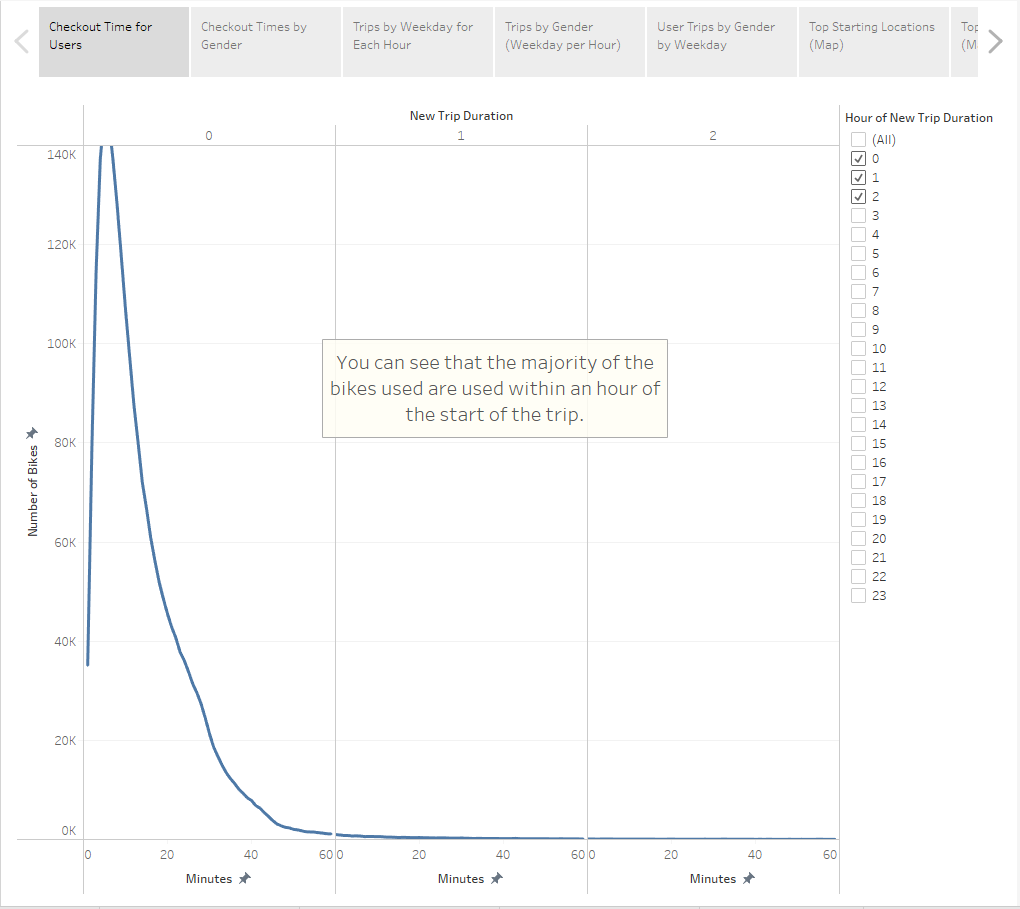 Checkout Time for
Users
Checkout Times by
Gender
Trips by Weekday for
Each Hour
Trips by Gender
(Weekday per Hour)
User Trips by Gender
by Weekday
Top Starting Locations
(Map)
Top
(M
New Trip Duration
0
1
2
140K
120K
100K
80K
60K
40K
20K
0K
Number of Bikes
You can see that the majority of the
bikes used are used within an hour of
the start of the trip.
0 20 40 60
0 20 40 60
0 20 40 60
Minutes
Minutes
Minutes
Hour of New Trip Duration
(All)
0
1
2
3
4
5
6
7
8
9
10
11
12
13
14
15
16
17
18
19
20
21
22
23